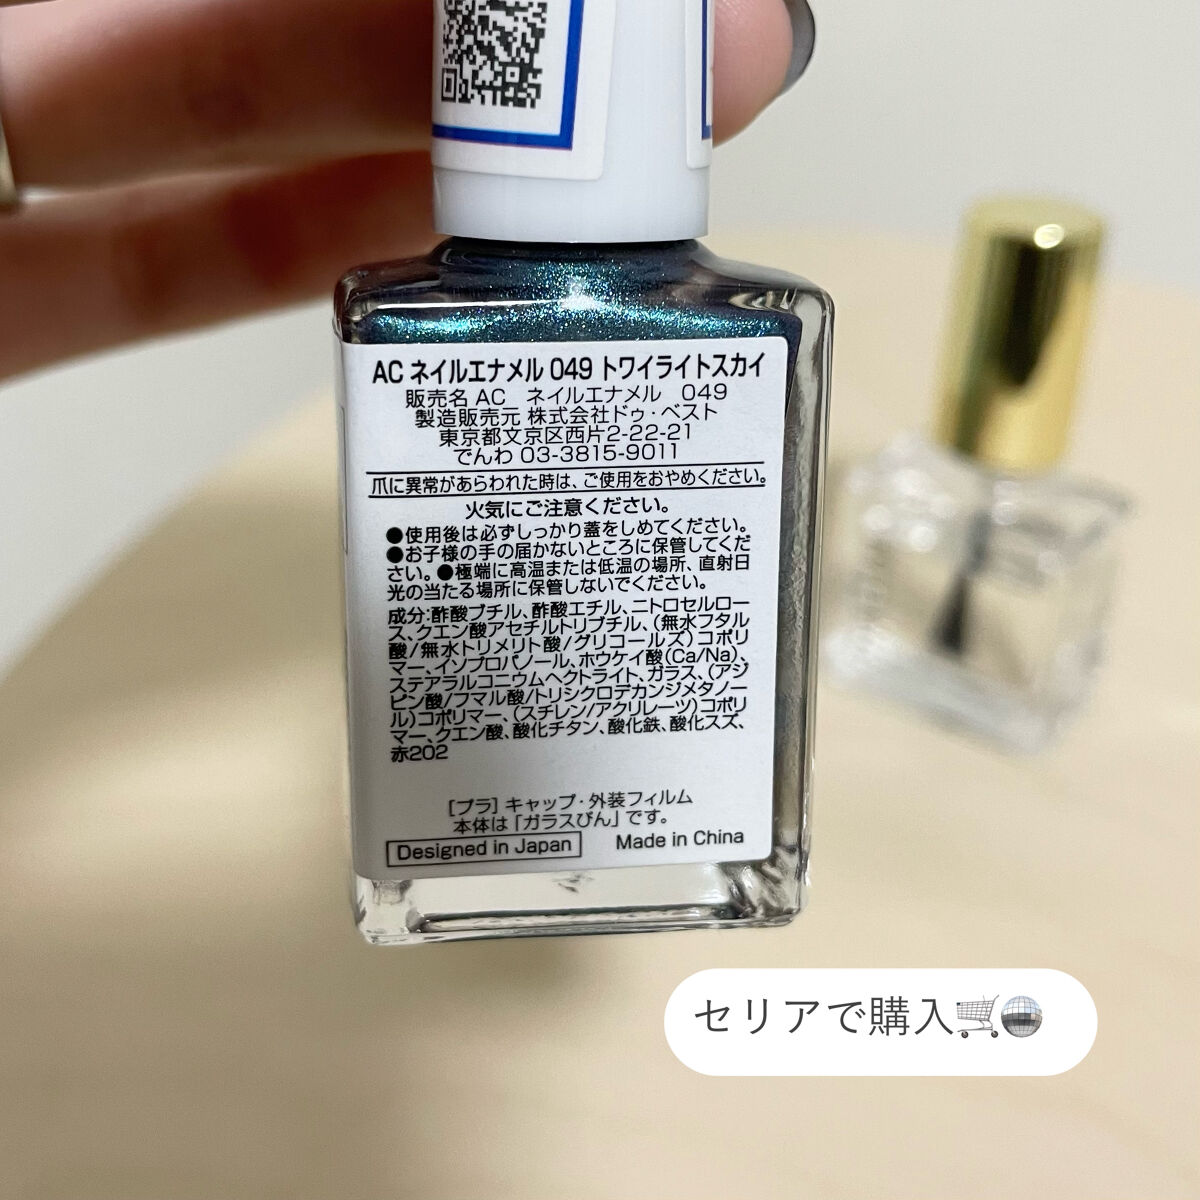 AC ネイルエナメル 049 トワイライトスカイ
販売名 AC ネイルエナメル 049
製造販売元 株式会社ドゥ・ベスト
東京都文京区西片2-22-21
でんわ 03-3815-9011
爪に異常があらわれた時は、ご使用をおやめください。
火気にご注意ください。
●使用後は必ずしっかり蓋をしめてください。
●お子様の手の届かないところに保管してくだ
さい。●極端に高温または低温の場所、直射日
光の当たる場所に保管しないでください。
成分:酢酸ブチル、酢酸エチル、ニトロセルロー
ス、クエン酸アセチルトリブチル、(無水フタル
酸/無水トリメリト酸/グリコールズ)コポリ
マー、イソプロパノール、ホウケイ酸(Ca/Na)、
ステアラルコニウムヘクトライト、ガラス、(アジ
ピン酸/フマル酸/トリシクロデカンジメタノー
ル)コポリマー、(スチレン/アクリレーツ)コポリ
マー、クエン酸、酸化チタン、酸化鉄、酸化スズ、
赤202
[プラ] キャップ・外装フィルム
本体は「ガラスびん」です。
Designed in Japan Made in China
セリアで購入